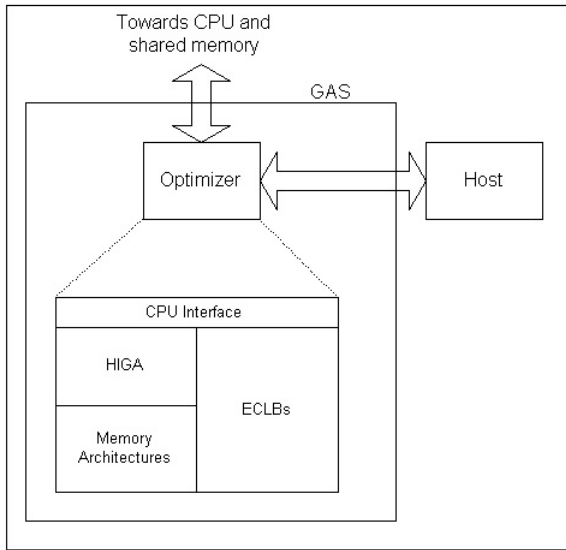 Towards CPU and
shared memory
GAS
Optimizer
Host
CPU Interface
HIGA
ECLBs
Memory
Architectures